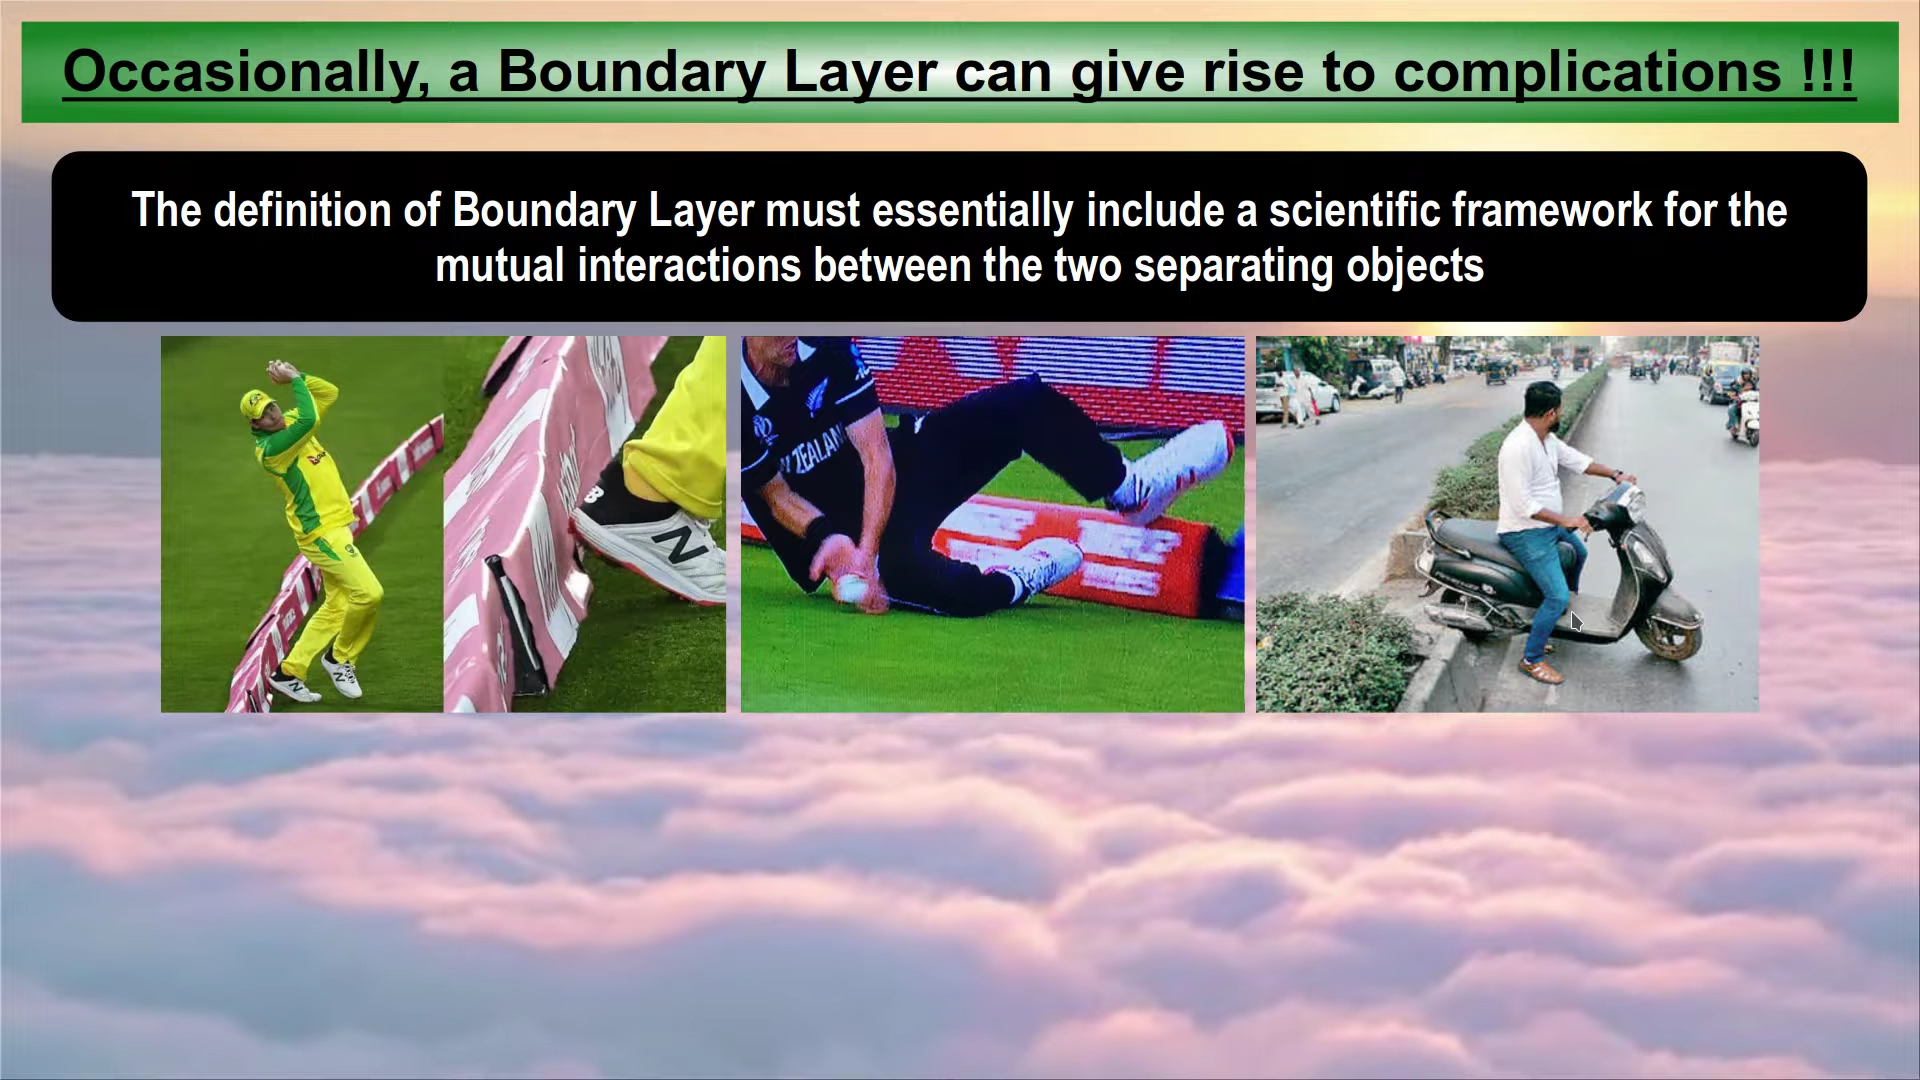 Occasionally, a Boundary Layer can give rise to complications !!!
The definition of Boundary Layer must essentially include a scientific framework for the
mutual interactions between the two separating objects
ZEALAN
N